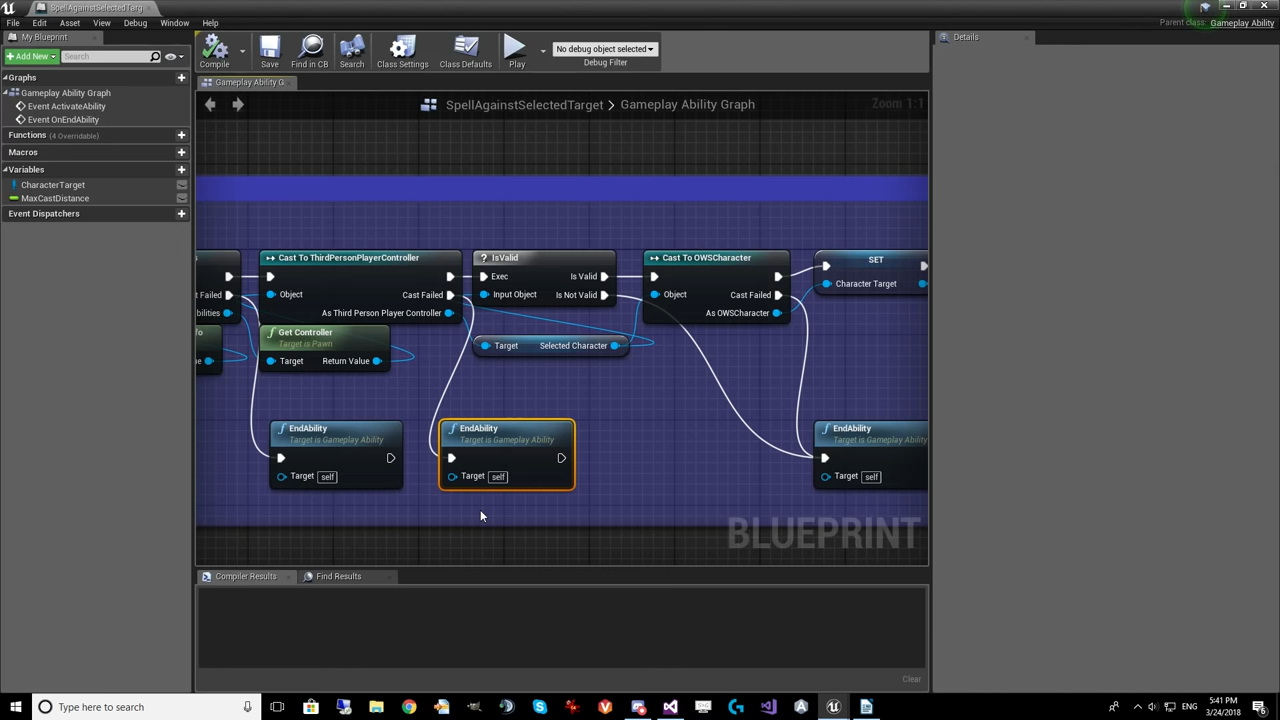 SpellAgainstSelectedTarg
File Edit Asset View Debug Window Help
Parent class: Gameplay Ability
My Blueprint
Add New
Search
Graphs
Gameplay Ability Graph
Event ActivateAbility
Event OnEndAbility
Functions (4 Overridable)
Macros
Variables
CharacterTarget
MaxCastDistance
Event Dispatchers
Compile
Save
Find in CB
Search
Class Settings
Class Defaults
Play
No debug object selected
Debug Filter
Details
Gameplay Ability G
SpellAgainstSelectedTarget > Gameplay Ability Graph
Zoom 1:1
Cast To ThirdPersonPlayerController
Object
Cast Failed
As Third Person Player Controller
? IsValid
Exec
Is Valid
Input Object
Is Not Valid
Cast To OWSCharacter
Object
Cast Failed
As OWSCharacter
SET
Character Target
t Failed
bilities
Get Controller
Target is Pawn
Target
Return Value
Target
Selected Character
EndAbility
Target is Gameplay Ability
Target self
EndAbility
Target is Gameplay Ability
Target self
EndAbility
Target is Gameplay Ability
Target self
BLUEPRINT
Compiler Results
Find Results
Clear
Type here to search
5:41 PM
3/24/2018